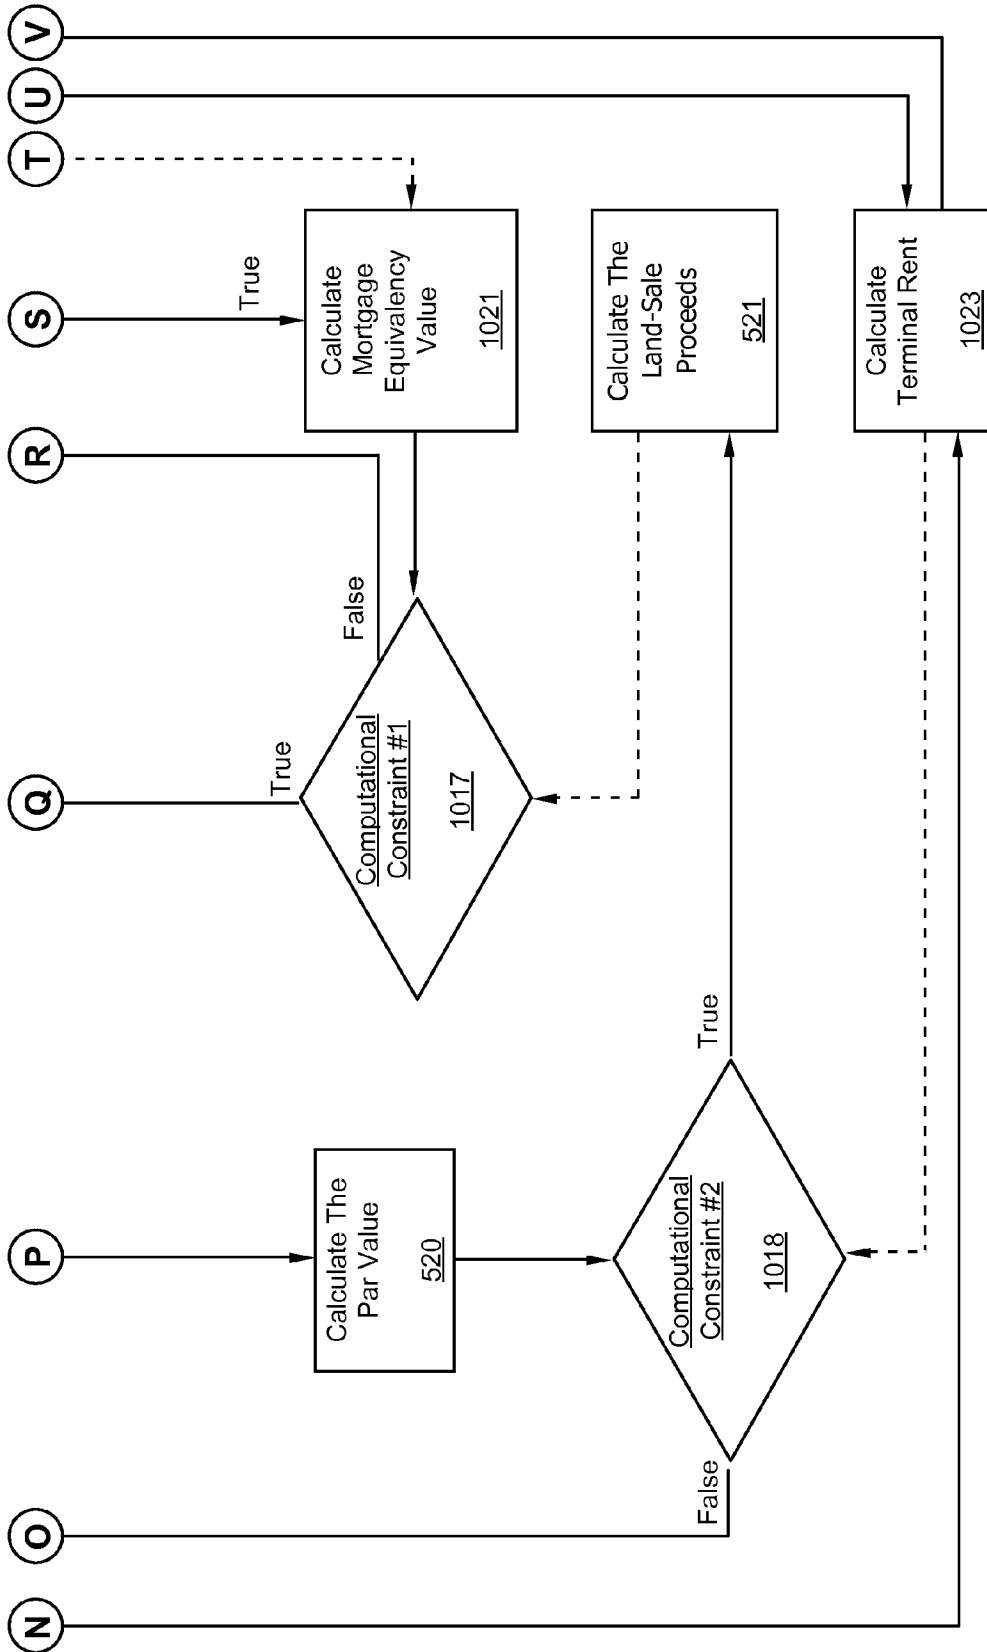 N
O
P
Q
R
S
T
U
V
True
False
True
Calculate
Mortgage
Equivalency
Value
1021
Computational
Constraint #1
1017
Calculate The
Par Value
520
Calculate The
Land-Sale
Proceeds
521
True
Computational
Constraint #2
1018
False
Calculate
Terminal Rent
1023